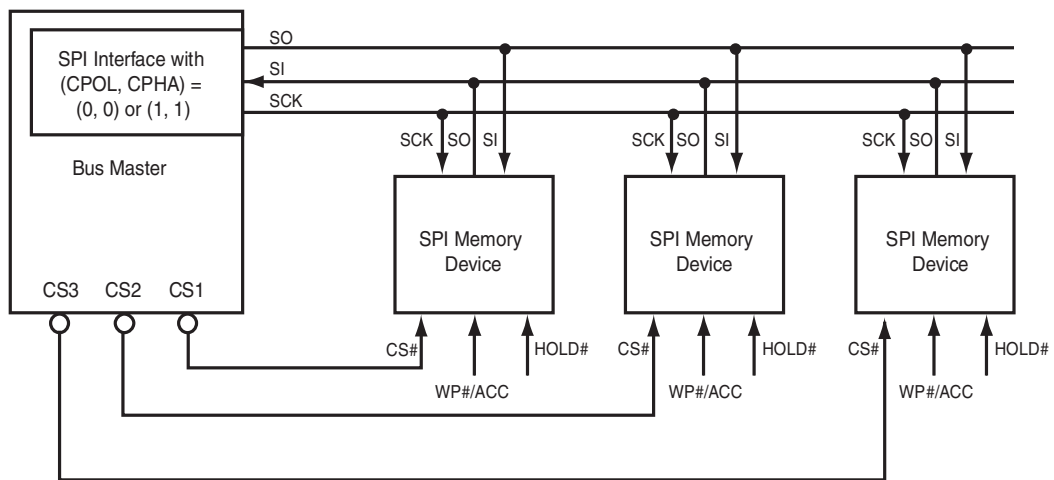 SPI Interface with
(CPOL, CPHA) =
(0, 0) or (1, 1)
Bus Master
SO
SI
SCK
SCK SO SI
SCK SO SI
SCK SO SI
SPI Memory
Device
SPI Memory
Device
SPI Memory
Device
CS3 CS2 CS1
CS#
WP#/ACC
HOLD#
CS#
WP#/ACC
HOLD#
CS#
WP#/ACC
HOLD#